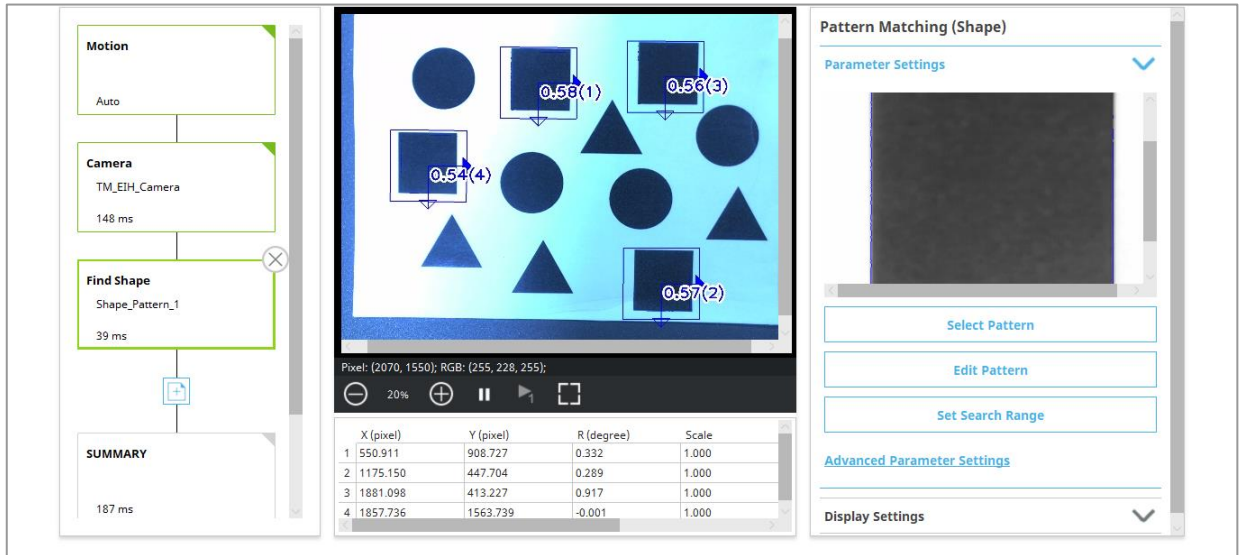 Motion
Auto
Camera
TM_EIH_Camera
148 ms
Find Shape
Shape_Pattern_1
39 ms
SUMMARY
187 ms
0.58(1)
0.56(3)
0.54(4)
0.57(2)
Pixel: (2070, 1550); RGB: (255, 228, 255);
20%
1
X (pixel) Y (pixel) R (degree) Scale
1 550.911 908.727 0.332 1.000
2 1175.150 447.704 0.289 1.000
3 1881.098 413.227 0.917 1.000
4 1857.736 1563.739 -0.001 1.000
Pattern Matching (Shape)
Parameter Settings
Select Pattern
Edit Pattern
Set Search Range
Advanced Parameter Settings
Display Settings